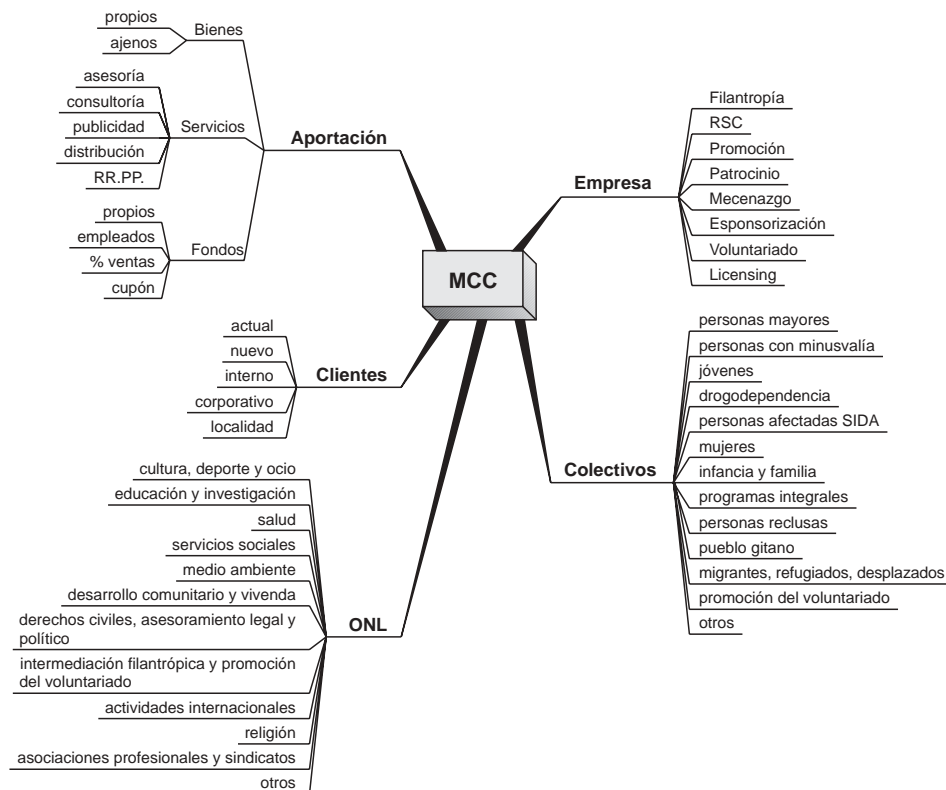 propios
ajenos
Bienes
asesoría
consultoría
publicidad
distribución
RR.PP.
Servicios
propios
empleados
% ventas
cupón
Fondos
Aportación
Empresa
Filantropía
RSC
Promoción
Patrocinio
Mecenazgo
Esponsorización
Voluntariado
Licensing
MCC
actual
nuevo
interno
corporativo
localidad
Clientes
Colectivos
personas mayores
personas con minusvalía
jóvenes
drogodependencia
personas afectadas SIDA
mujeres
infancia y familia
programas integrales
personas reclusas
pueblo gitano
migrantes, refugiados, desplazados
promoción del voluntariado
otros
cultura, deporte y ocio
educación y investigación
salud
servicios sociales
medio ambiente
desarrollo comunitario y vivenda
derechos civiles, asesoramiento legal y
político
intermediación filantrópica y promoción
del voluntariado
actividades internacionales
religión
asociaciones profesionales y sindicatos
otros
ONL